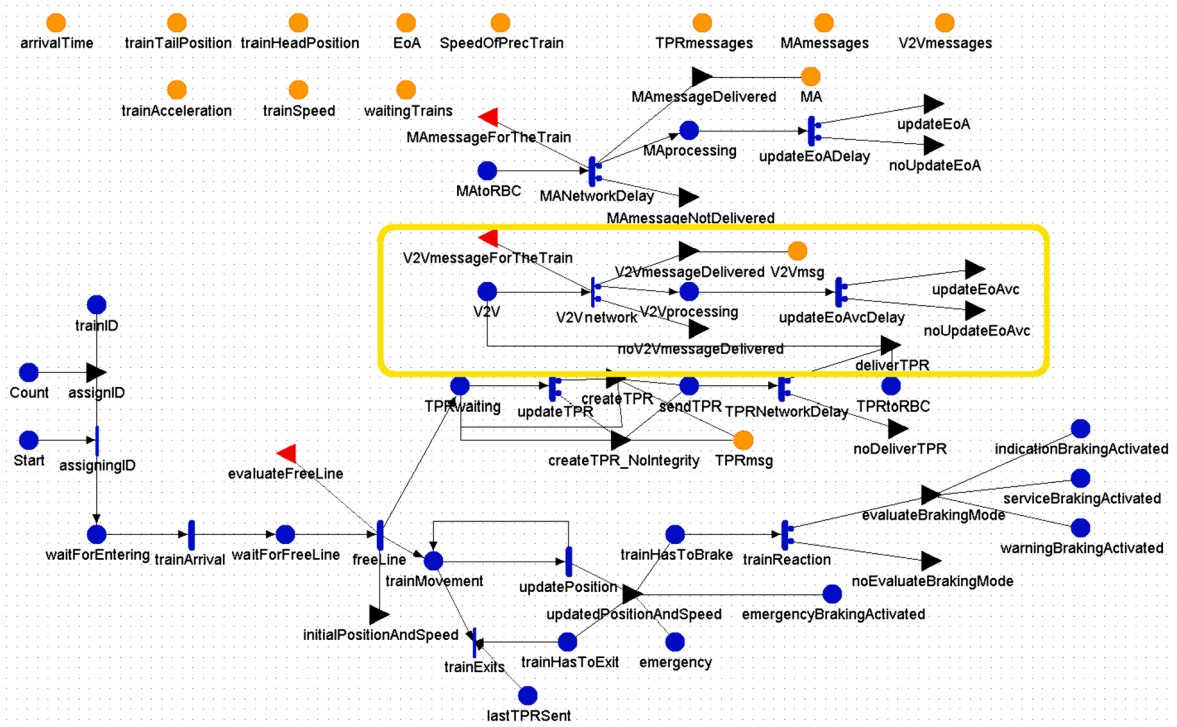 arrivalTime trainTailPosition trainHeadPosition EoA SpeedOfPrecTrain TPRmessages MAmessages V2Vmessages
trainAcceleration trainSpeed waitingTrains MAmessageDelivered MA
updateEoA
MAmessageForTheTrain MAprocessing updateEoADelay
noUpdateEoA
MAtoRBC MANetworkDelay
MAmessageNotDelivered
V2VmessageForTheTrain V2VmessageDelivered V2Vmsg
updateEoAvc
V2V V2Vnetwork V2Vprocessing updateEoAvcDelay
trainID noUpdateEoAvc
noV2VmessageDelivered
deliverTPR
Count assignID TPRwaiting updateTPR createTPR sendTPR TPRNetworkDelay TPRtoRBC
Start assigningID createTPR_NoIntegrity TPRmsg noDeliverTPR indicationBrakingActivated
evaluateFreeLine
serviceBrakingActivated
evaluateBrakingMode
waitForEntering trainArrival waitForFreeLine freeLine trainHasToBrake trainReaction warningBrakingActivated
trainMovement updatePosition noEvaluateBrakingMode
updatedPositionAndSpeed emergencyBrakingActivated
initialPositionAndSpeed
trainExits trainHasToExit emergency
lastTPRSent